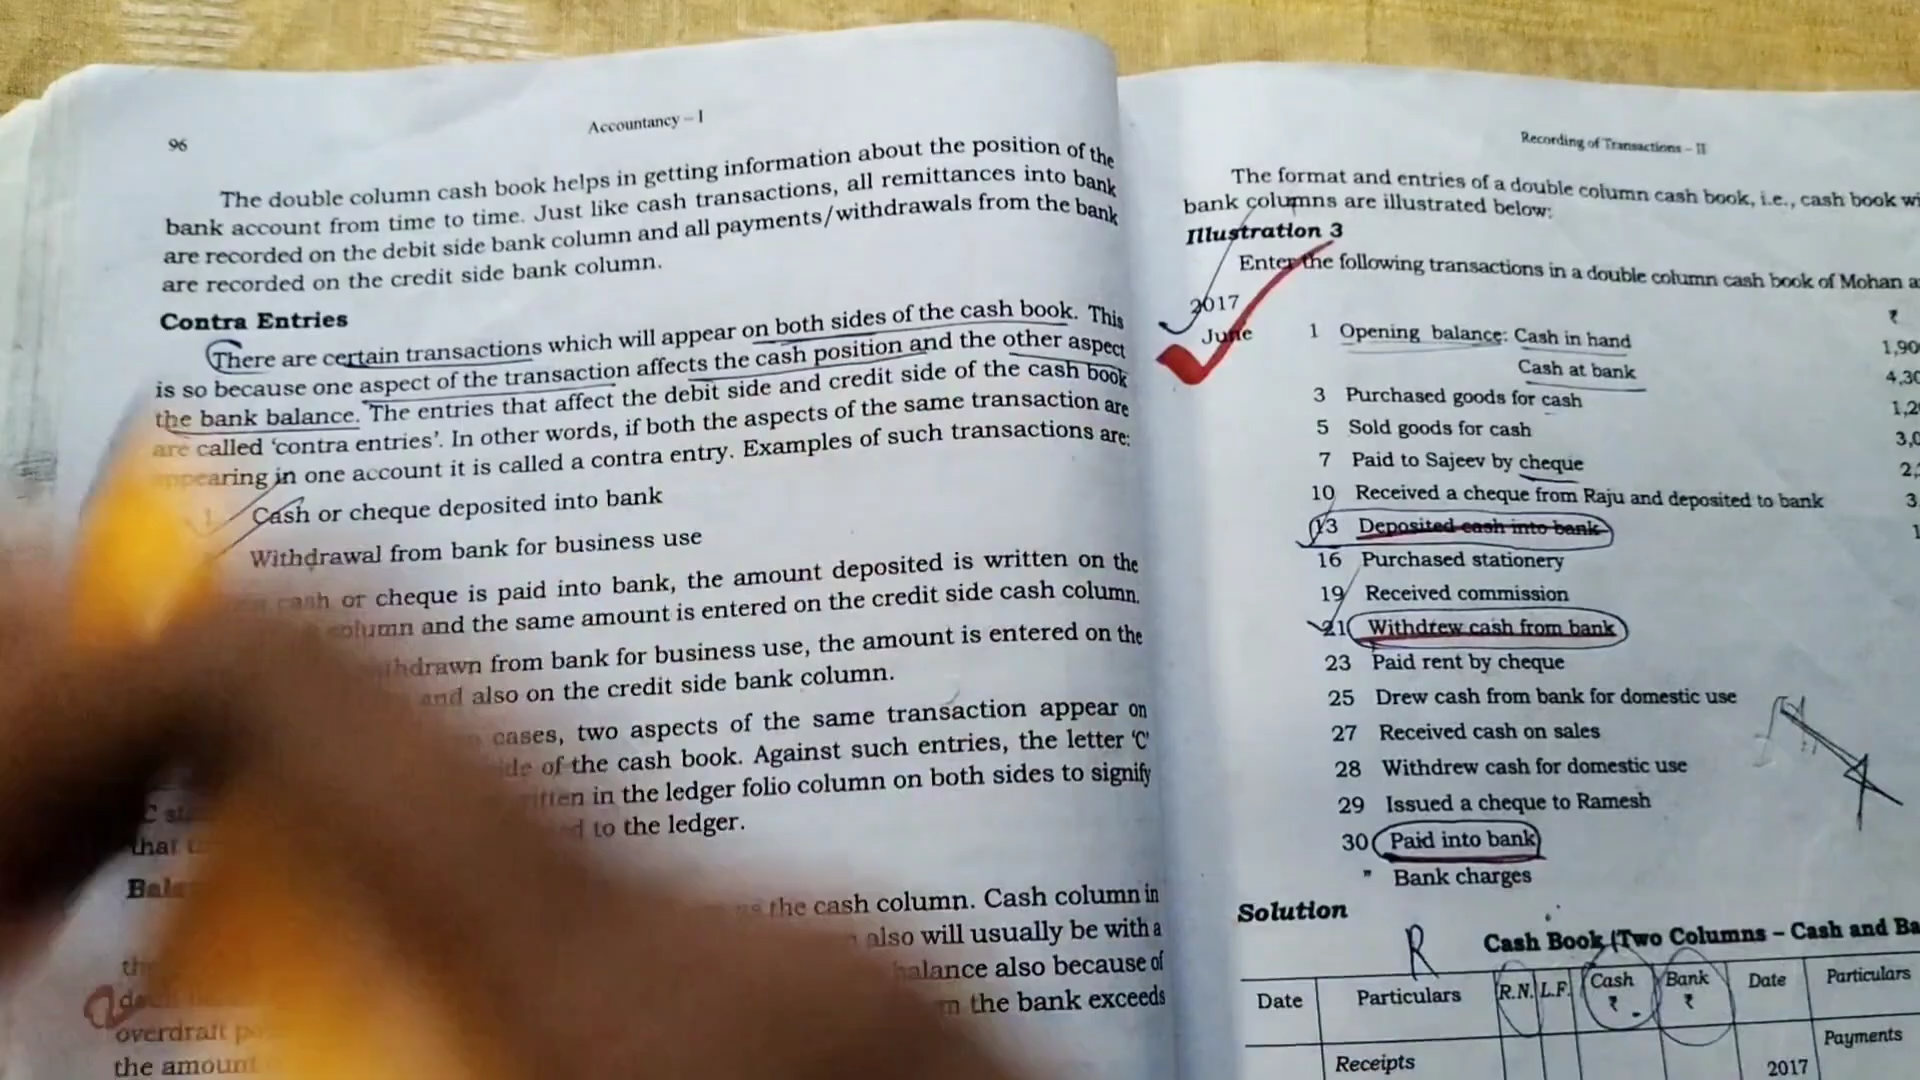 96
Accountancy – I
The double column cash book helps in getting information about the position of the
bank account from time to time. Just like cash transactions, all remittances into bank
are recorded on the debit side bank column and all payments/withdrawals from the bank
are recorded on the credit side bank column.
Contra Entries
There are certain transactions which will appear on both sides of the cash book. This
is so because one aspect of the transaction affects the cash position and the other aspect
the bank balance. The entries that affect the debit side and credit side of the cash book
are called ‘contra entries’. In other words, if both the aspects of the same transaction are
appearing in one account it is called a contra entry. Examples of such transactions are:
Cash or cheque deposited into bank
Withdrawal from bank for business use
cash or cheque is paid into bank, the amount deposited is written on the
column and the same amount is entered on the credit side cash column.
from bank for business use, the amount is entered on the
and also on the credit side bank column.
cases, two aspects of the same transaction appear on
of the cash book. Against such entries, the letter ‘C’
in the ledger folio column on both sides to signify
to the ledger.
the cash column. Cash column in
also will usually be with a
balance also because of
the bank exceeds
overdraft
the amount
Recording of Transactions – II
The format and entries of a double column cash book, i.e., cash book
bank columns are illustrated below:
Illustration 3
Enter the following transactions in a double column cash book of Mohan
2017
₹
June 1 Opening balance: Cash in hand 1,90
Cash at bank 4,30
3 Purchased goods for cash 1,2
5 Sold goods for cash 3,0
7 Paid to Sajeev by cheque 2,
10 Received a cheque from Raju and deposited to bank 3
13 Deposited cash into bank 1
16 Purchased stationery
19 Received commission
21 Withdrew cash from bank
23 Paid rent by cheque
25 Drew cash from bank for domestic use
27 Received cash on sales
28 Withdrew cash for domestic use
29 Issued a cheque to Ramesh
30 Paid into bank
" Bank charges
Solution
R
Cash Book (Two Columns – Cash and
Date Particulars R.N. L.F. Cash ₹ Bank ₹ Date Particulars
Receipts 2017 Payments